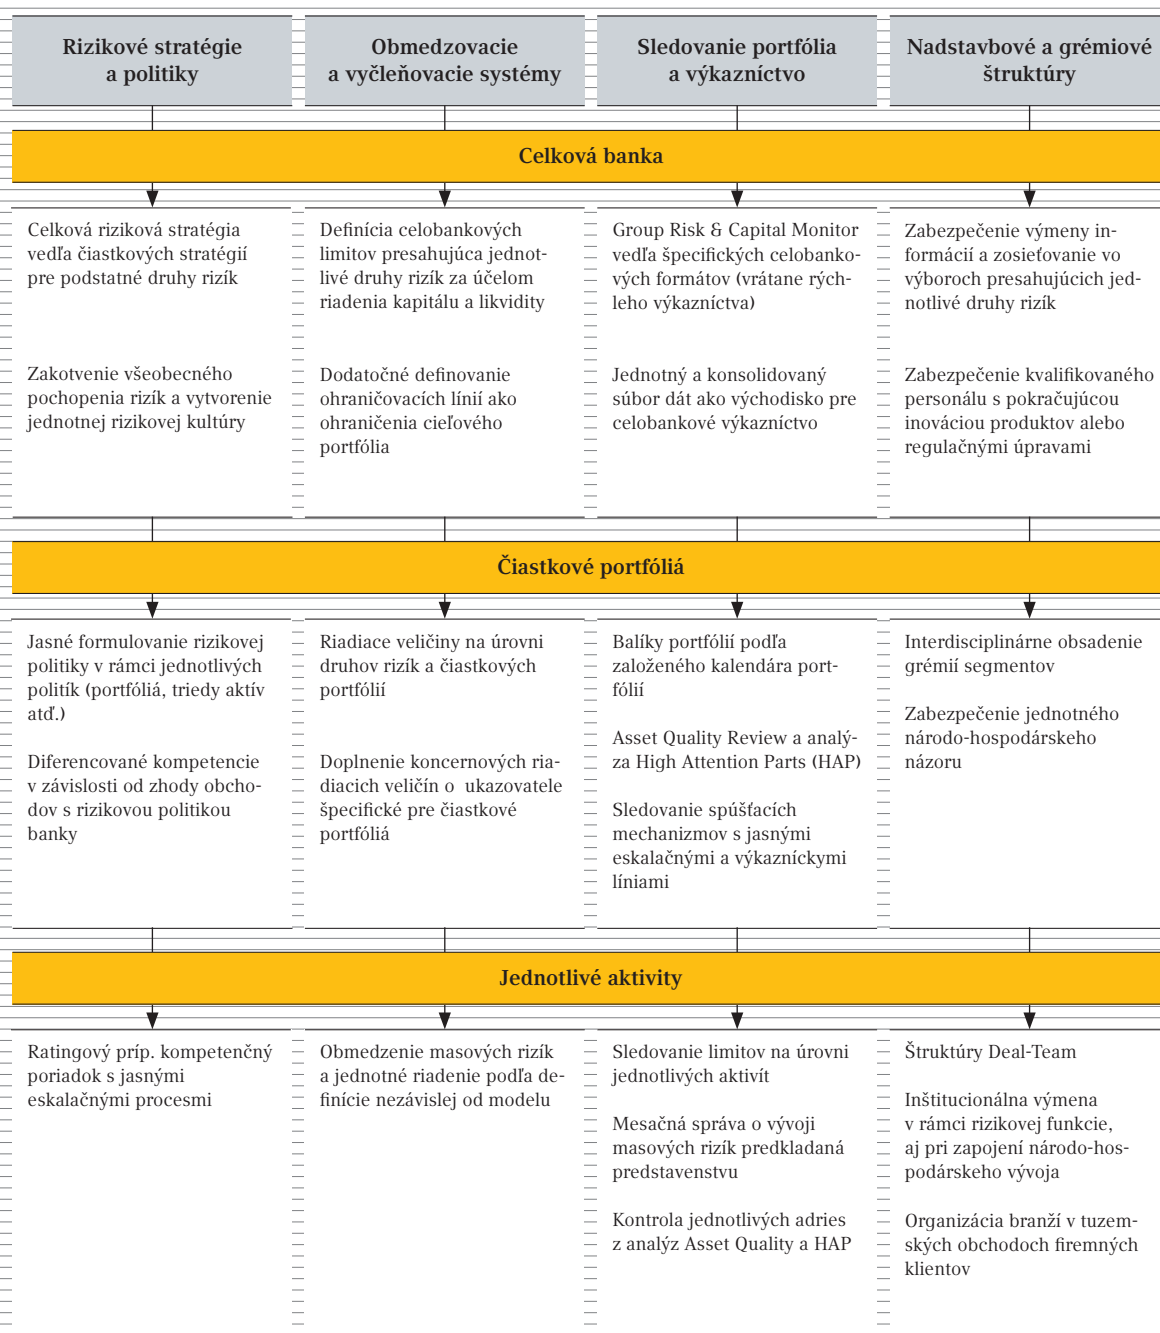 Rizikové stratégie
a politiky
Obmedzovacie
a vyčleňovacie systémy
Sledovanie portfólia
a výkazníctvo
Nadstavbové a grémiové
štruktúry
Celková banka
Celková riziková stratégia
vedľa čiastkových stratégií
pre podstatné druhy rizík
Zakotvenie všeobecného
pochopenia rizík a vytvorenie
jednotnej rizikovej kultúry
Definícia celobankových
limitov presahujúca jednot-
livé druhy rizík za účelom
riadenia kapitálu a likvidity
Dodatočné definovanie
ohraničovacích línií ako
ohraničenia cieľového
portfólia
Group Risk & Capital Monitor
vedľa špecifických celobanko-
vých formátov (vrátane rých-
leho výkazníctva)
Jednotný a konsolidovaný
súbor dát ako východisko pre
celobankové výkazníctvo
Zabezpečenie výmeny in-
formácií a zosieťovanie vo
výboroch presahujúcich jed-
notlivé druhy rizík
Zabezpečenie kvalifikovaného
personálu s pokračujúcou
inováciou produktov alebo
regulačnými úpravami
Čiastkové portfóliá
Jasné formulovanie rizikovej
politiky v rámci jednotlivých
politík (portfóliá, triedy aktív
atď.)
Diferencované kompetencie
v závislosti od zhody obcho-
dov s rizikovou politikou
banky
Riadiace veličiny na úrovni
druhov rizík a čiastkových
portfólií
Doplnenie koncernových ria-
diacich veličín o  ukazovatele
špecifické pre čiastkové
portfóliá
Balíky portfólií podľa
založeného kalendára port-
fólií
Asset Quality Review a analý-
za High Attention Parts (HAP)
Sledovanie spúšťacích
mechanizmov s jasnými
eskalačnými a výkazníckymi
líniami
Interdisciplinárne obsadenie
grémií segmentov
Zabezpečenie jednotného
národo-hospodárskeho
názoru
Jednotlivé aktivity
Ratingový príp. kompetenčný
poriadok s jasnými
eskalačnými procesmi
Obmedzenie masových rizík
a jednotné riadenie podľa de-
finície nezávislej od modelu
Sledovanie limitov na úrovni
jednotlivých aktivít
Mesačná správa o vývoji
masových rizík predkladaná
predstavenstvu
Kontrola jednotlivých adries
z analýz Asset Quality a HAP
Štruktúry Deal-Team
Inštitucionálna výmena
v rámci rizikovej funkcie,
aj pri zapojení národo-hos-
podárskeho vývoja
Organizácia branží v tuzem-
ských obchodoch firemných
klientov